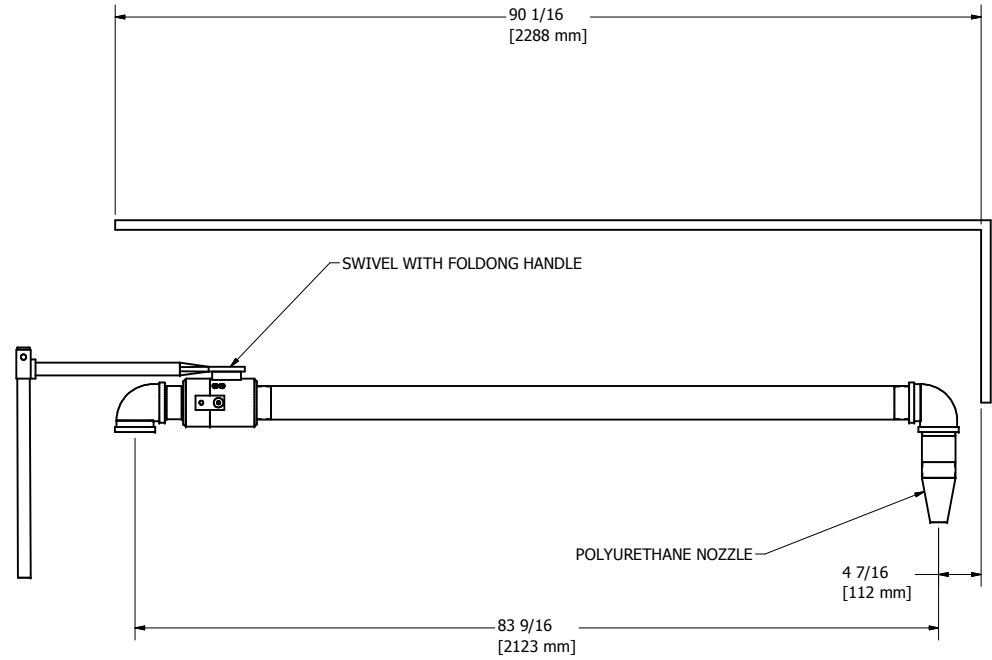 90 1/16
[2288 mm]
SWIVEL WITH FOLDONG HANDLE
POLYURETHANE NOZZLE
4 7/16
[112 mm]
83 9/16
[2123 mm]